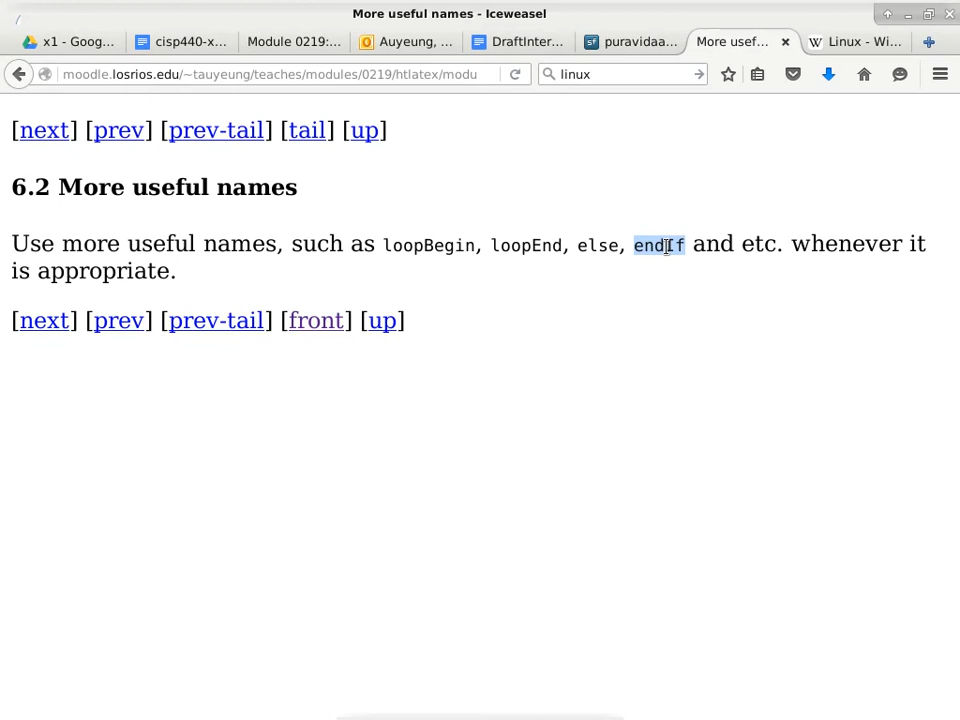 More useful names - Iceweasel
x1 - Goog...
cisp440-x...
Module 0219:...
Auyeung, ...
DraftInter...
puravidaa...
More usef...
Linux - Wi...
moodle.losrios.edu/~tauyeung/teaches/modules/0219/htlatex/modu
linux
[next] [prev] [prev-tail] [tail] [up]
6.2 More useful names
Use more useful names, such as loopBegin, loopEnd, else, endIf and etc. whenever it
is appropriate.
[next] [prev] [prev-tail] [front] [up]